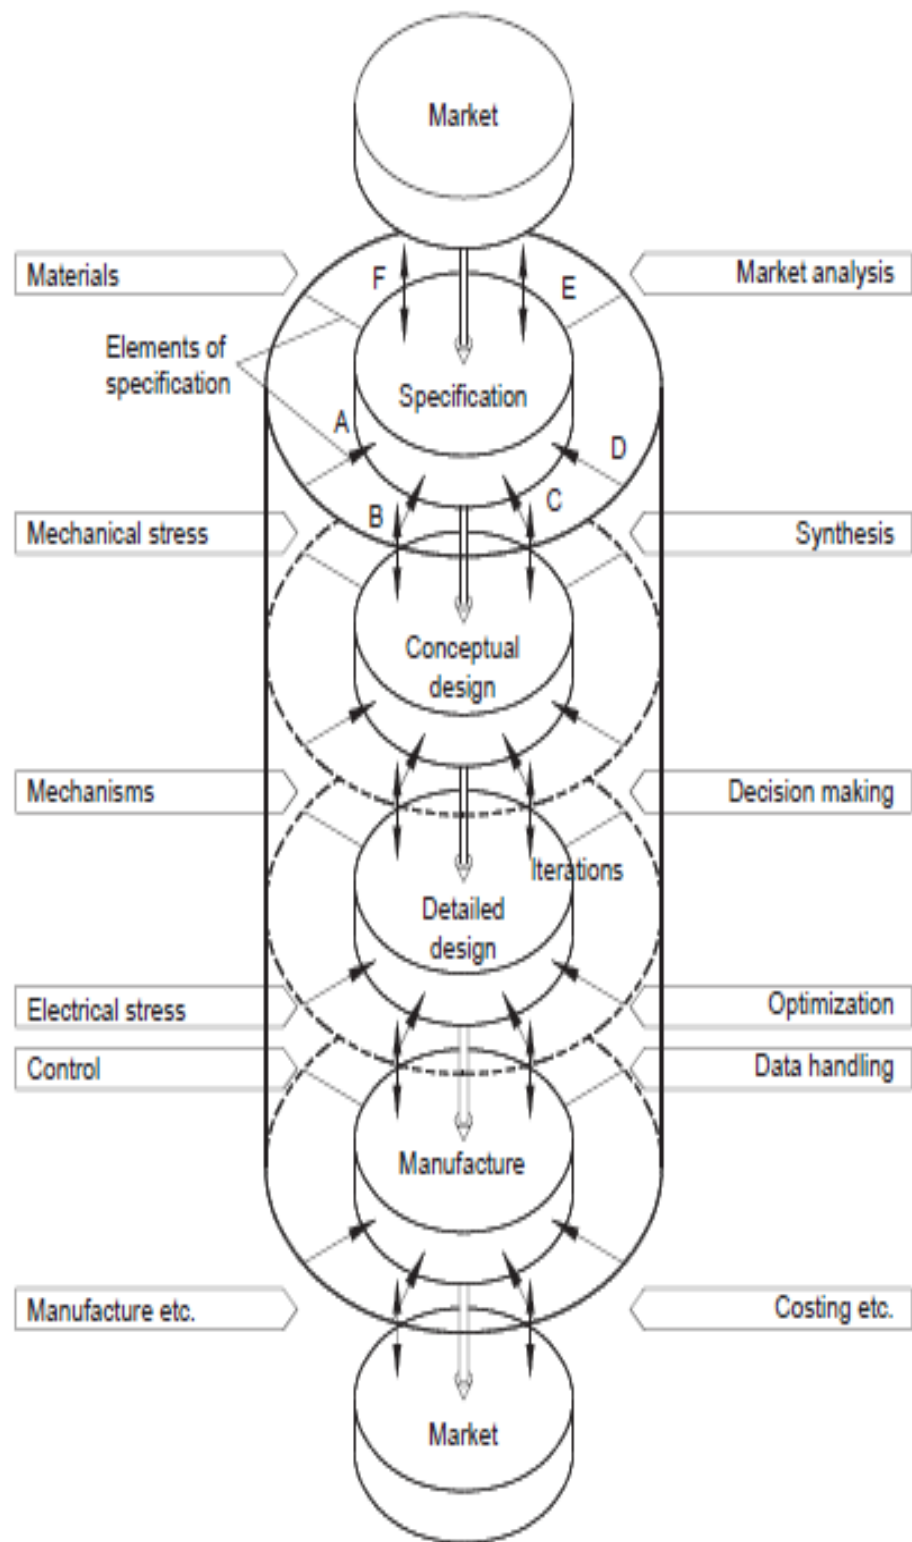 Market
Materials
F
E
Market analysis
Elements of
specification
Specification
A
D
B
C
Mechanical stress
Synthesis
Conceptual
design
Mechanisms
Decision making
Iterations
Detailed
design
Electrical stress
Optimization
Control
Data handling
Manufacture
Manufacture etc.
Costing etc.
Market